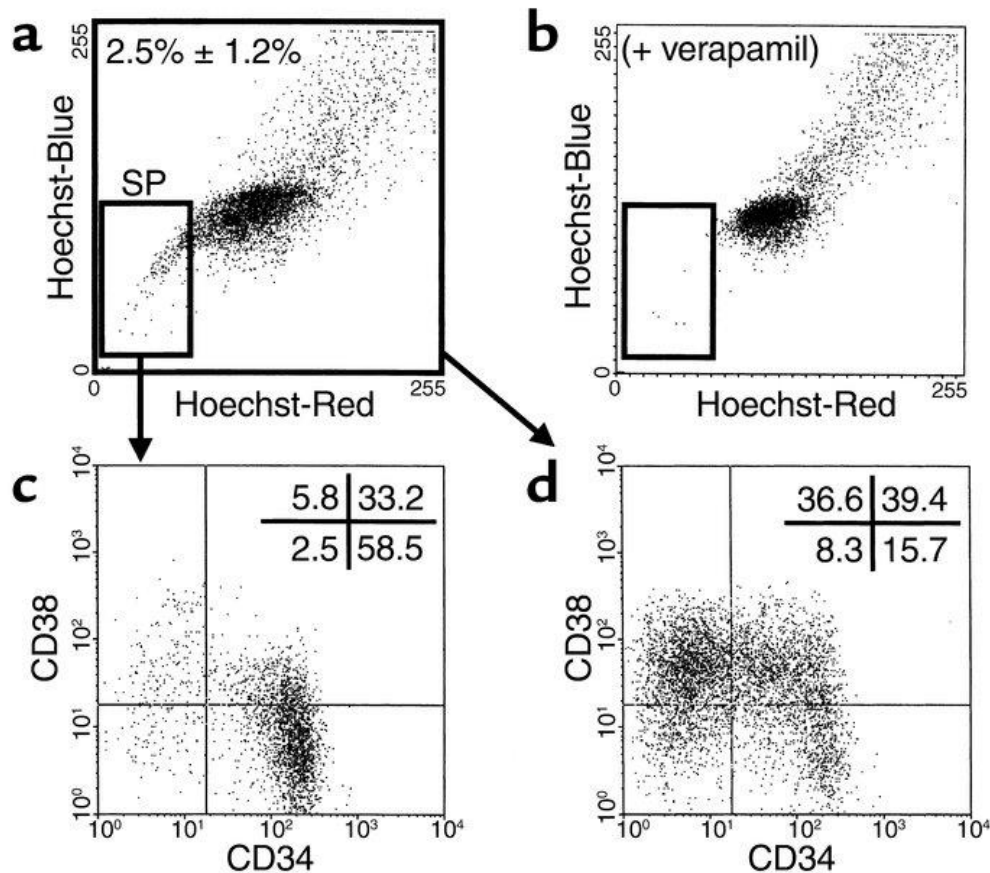 a
2.5% ± 1.2%
SP
255
0
Hoechst-Blue
0
255
Hoechst-Red
b
(+ verapamil)
255
0
Hoechst-Blue
0
255
Hoechst-Red
c
5.8 33.2
2.5 58.5
10⁴
10³
10²
10¹
10⁰
CD38
10⁰ 10¹ 10² 10³ 10⁴
CD34
d
36.6 39.4
8.3 15.7
10⁴
10³
10²
10¹
10⁰
CD38
10⁰ 10¹ 10² 10³ 10⁴
CD34